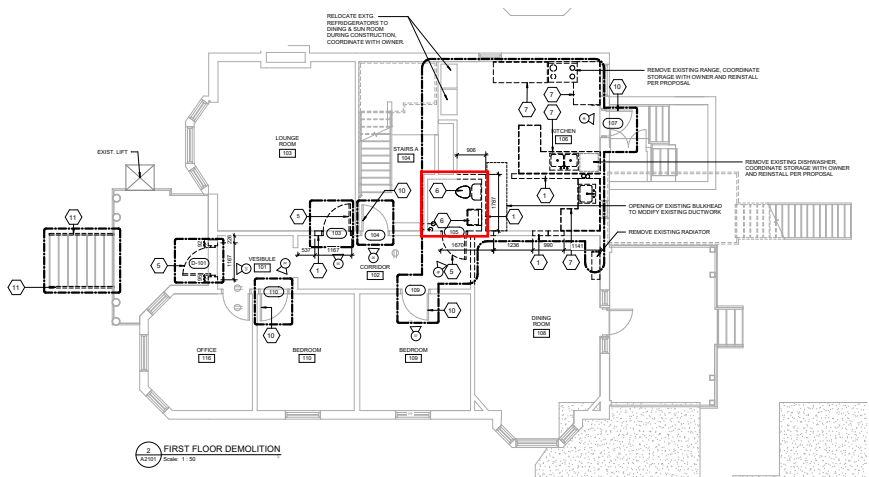 RELOCATE EXTG.
REFRIDGERATORS TO
DINING & SUN ROOM
DURING CONSTRUCTION,
COORDINATE WITH OWNER.
REMOVE EXISTING RANGE, COORDINATE
STORAGE WITH OWNER AND REINSTALL
PER PROPOSAL
10
7
7
107
LOUNGE
ROOM
103
STAIRS A
104
KITCHEN
106
908
EXIST. LIFT
REMOVE EXISTING DISHWASHER,
COORDINATE STORAGE WITH OWNER
AND REINSTALL PER PROPOSAL
10
6
1787
1
11
5
6
1
OPENING OF EXISTING BULKHEAD
TO MODIFY EXISTING DUCTWORK
103
104
105
REMOVE EXISTING RADIATOR
226
537
1167
1670
1236
990
1141
5
D-101
1167
VESIBULE
101
1
CORRIDOR
102
5
1
7
11
110
109
10
10
DINING
ROOM
108
OFFICE
116
BEDROOM
110
BEDROOM
109
2
A2101
FIRST FLOOR DEMOLITION
Scale: 1 : 50